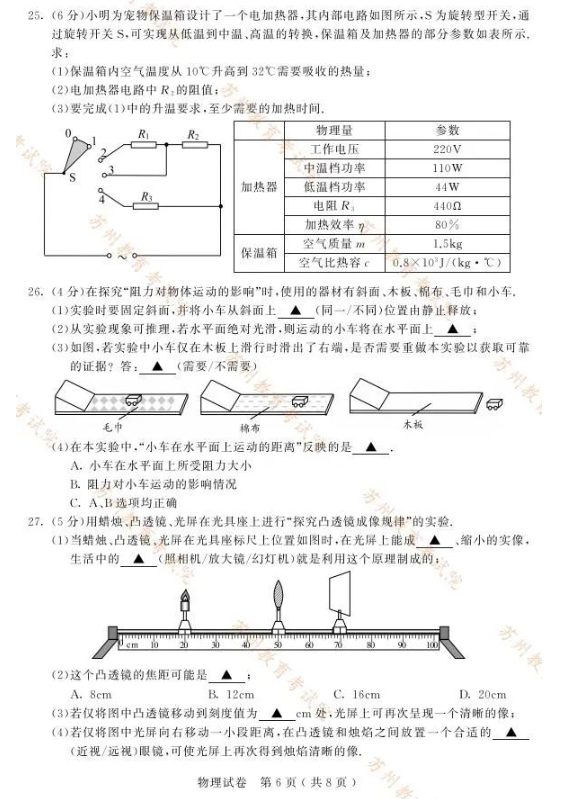 25. (6 分)小明为宠物保温箱设计了一个电加热器,其内部电路如图所示,S 为旋转型开关,通
过旋转开关 S,可实现从低温到中温、高温的转换,保温箱及加热器的部分参数如表所示.
求:
(1)保温箱内空气温度从 10℃升高到 32℃需要吸收的热量;
(2)电加热器电路中 R₂的阻值;
(3)要完成(1)中的升温要求,至少需要的加热时间.
0 1 2 3 4 S R₁ R₂ R₃ ~
物理量 参数
加热器 工作电压 220V
中温档功率 110W
低温档功率 44W
电阻 R₃ 440Ω
加热效率 η 80%
保温箱 空气质量 m 1.5kg
空气比热容 c 0.8×10³J/(kg·℃)
26. (4 分)在探究“阻力对物体运动的影响”时,使用的器材有斜面、木板、棉布、毛巾和小车.
(1)实验时要固定斜面,并将小车从斜面上 ▲ (同一/不同)位置由静止释放;
(2)从实验现象可推理,若水平面绝对光滑,则运动的小车将在水平面上 ▲ ;
(3)如图,若实验中小车仅在木板上滑行时滑出了右端,是否需要重做本实验以获取可靠
的证据? 答: ▲ (需要/不需要)
毛巾 棉布 木板
(4)在本实验中,“小车在水平面上运动的距离”反映的是 ▲ .
A. 小车在水平面上所受阻力大小
B. 阻力对小车运动的影响情况
C. A、B 选项均正确
27. (5 分)用蜡烛、凸透镜、光屏在光具座上进行“探究凸透镜成像规律”的实验.
(1)当蜡烛、凸透镜、光屏在光具座标尺上位置如图时,在光屏上能成 ▲ 、缩小的实像,
生活中的 ▲ (照相机/放大镜/幻灯机)就是利用这个原理制成的;
0 cm 10 20 30 40 50 60 70 80 90 100
(2)这个凸透镜的焦距可能是 ▲ ;
A. 8cm B. 12cm C. 16cm D. 20cm
(3)若仅将图中凸透镜移动到刻度值为 ▲ cm 处,光屏上可再次呈现一个清晰的像;
(4)若仅将图中光屏向右移动一小段距离,在凸透镜和烛焰之间放置一个合适的 ▲
(近视/远视)眼镜,可使光屏上再次得到烛焰清晰的像.
物理试卷 第 6 页(共 8 页)
苏州教育考试院